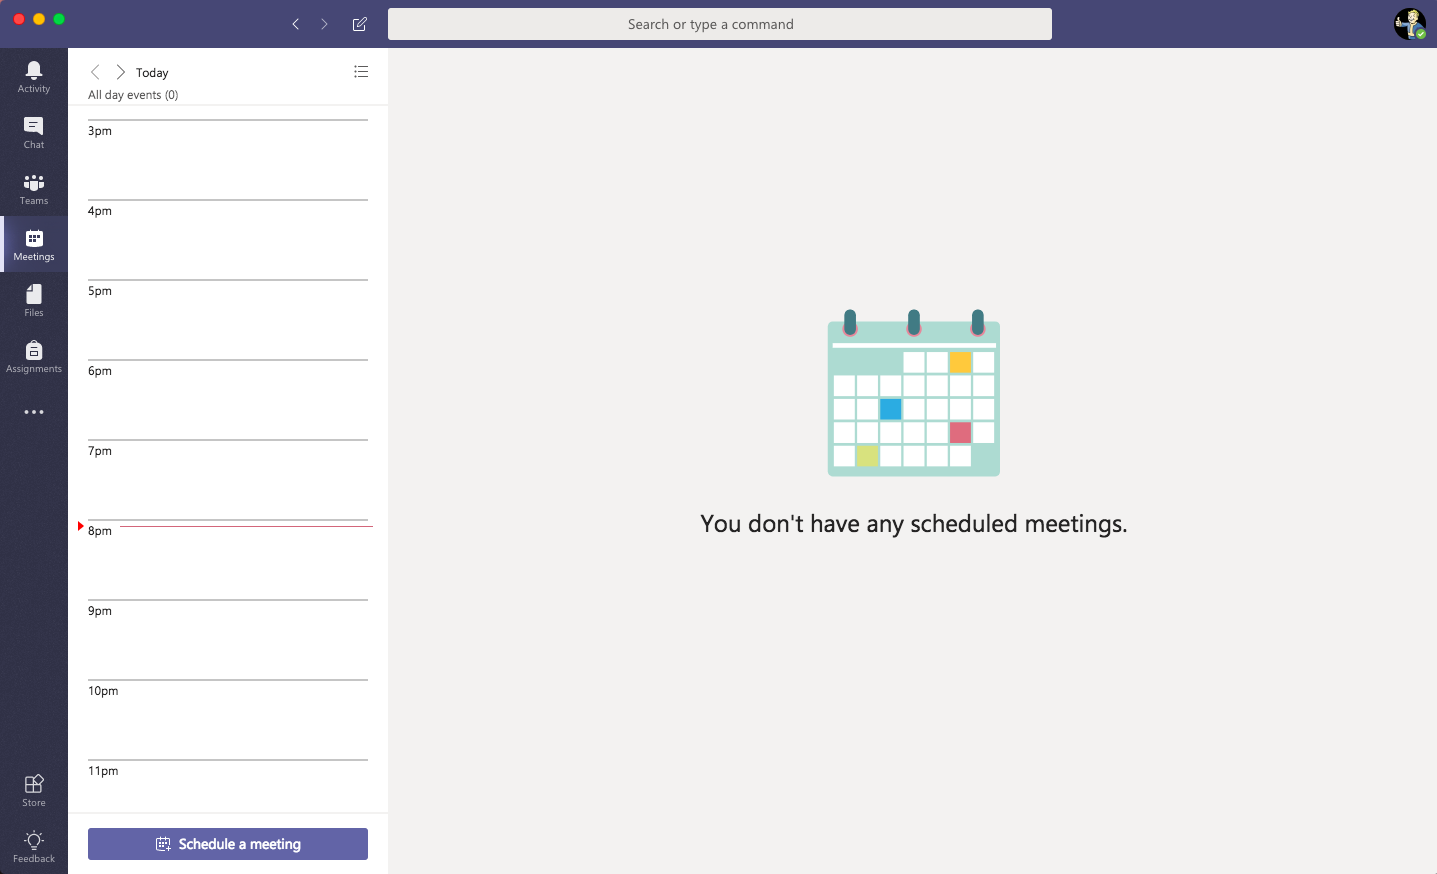 Search or type a command
Activity
Chat
Teams
Meetings
Files
Assignments
Store
Feedback
Today
All day events (0)
3pm
4pm
5pm
6pm
7pm
8pm
9pm
10pm
11pm
Schedule a meeting
You don't have any scheduled meetings.